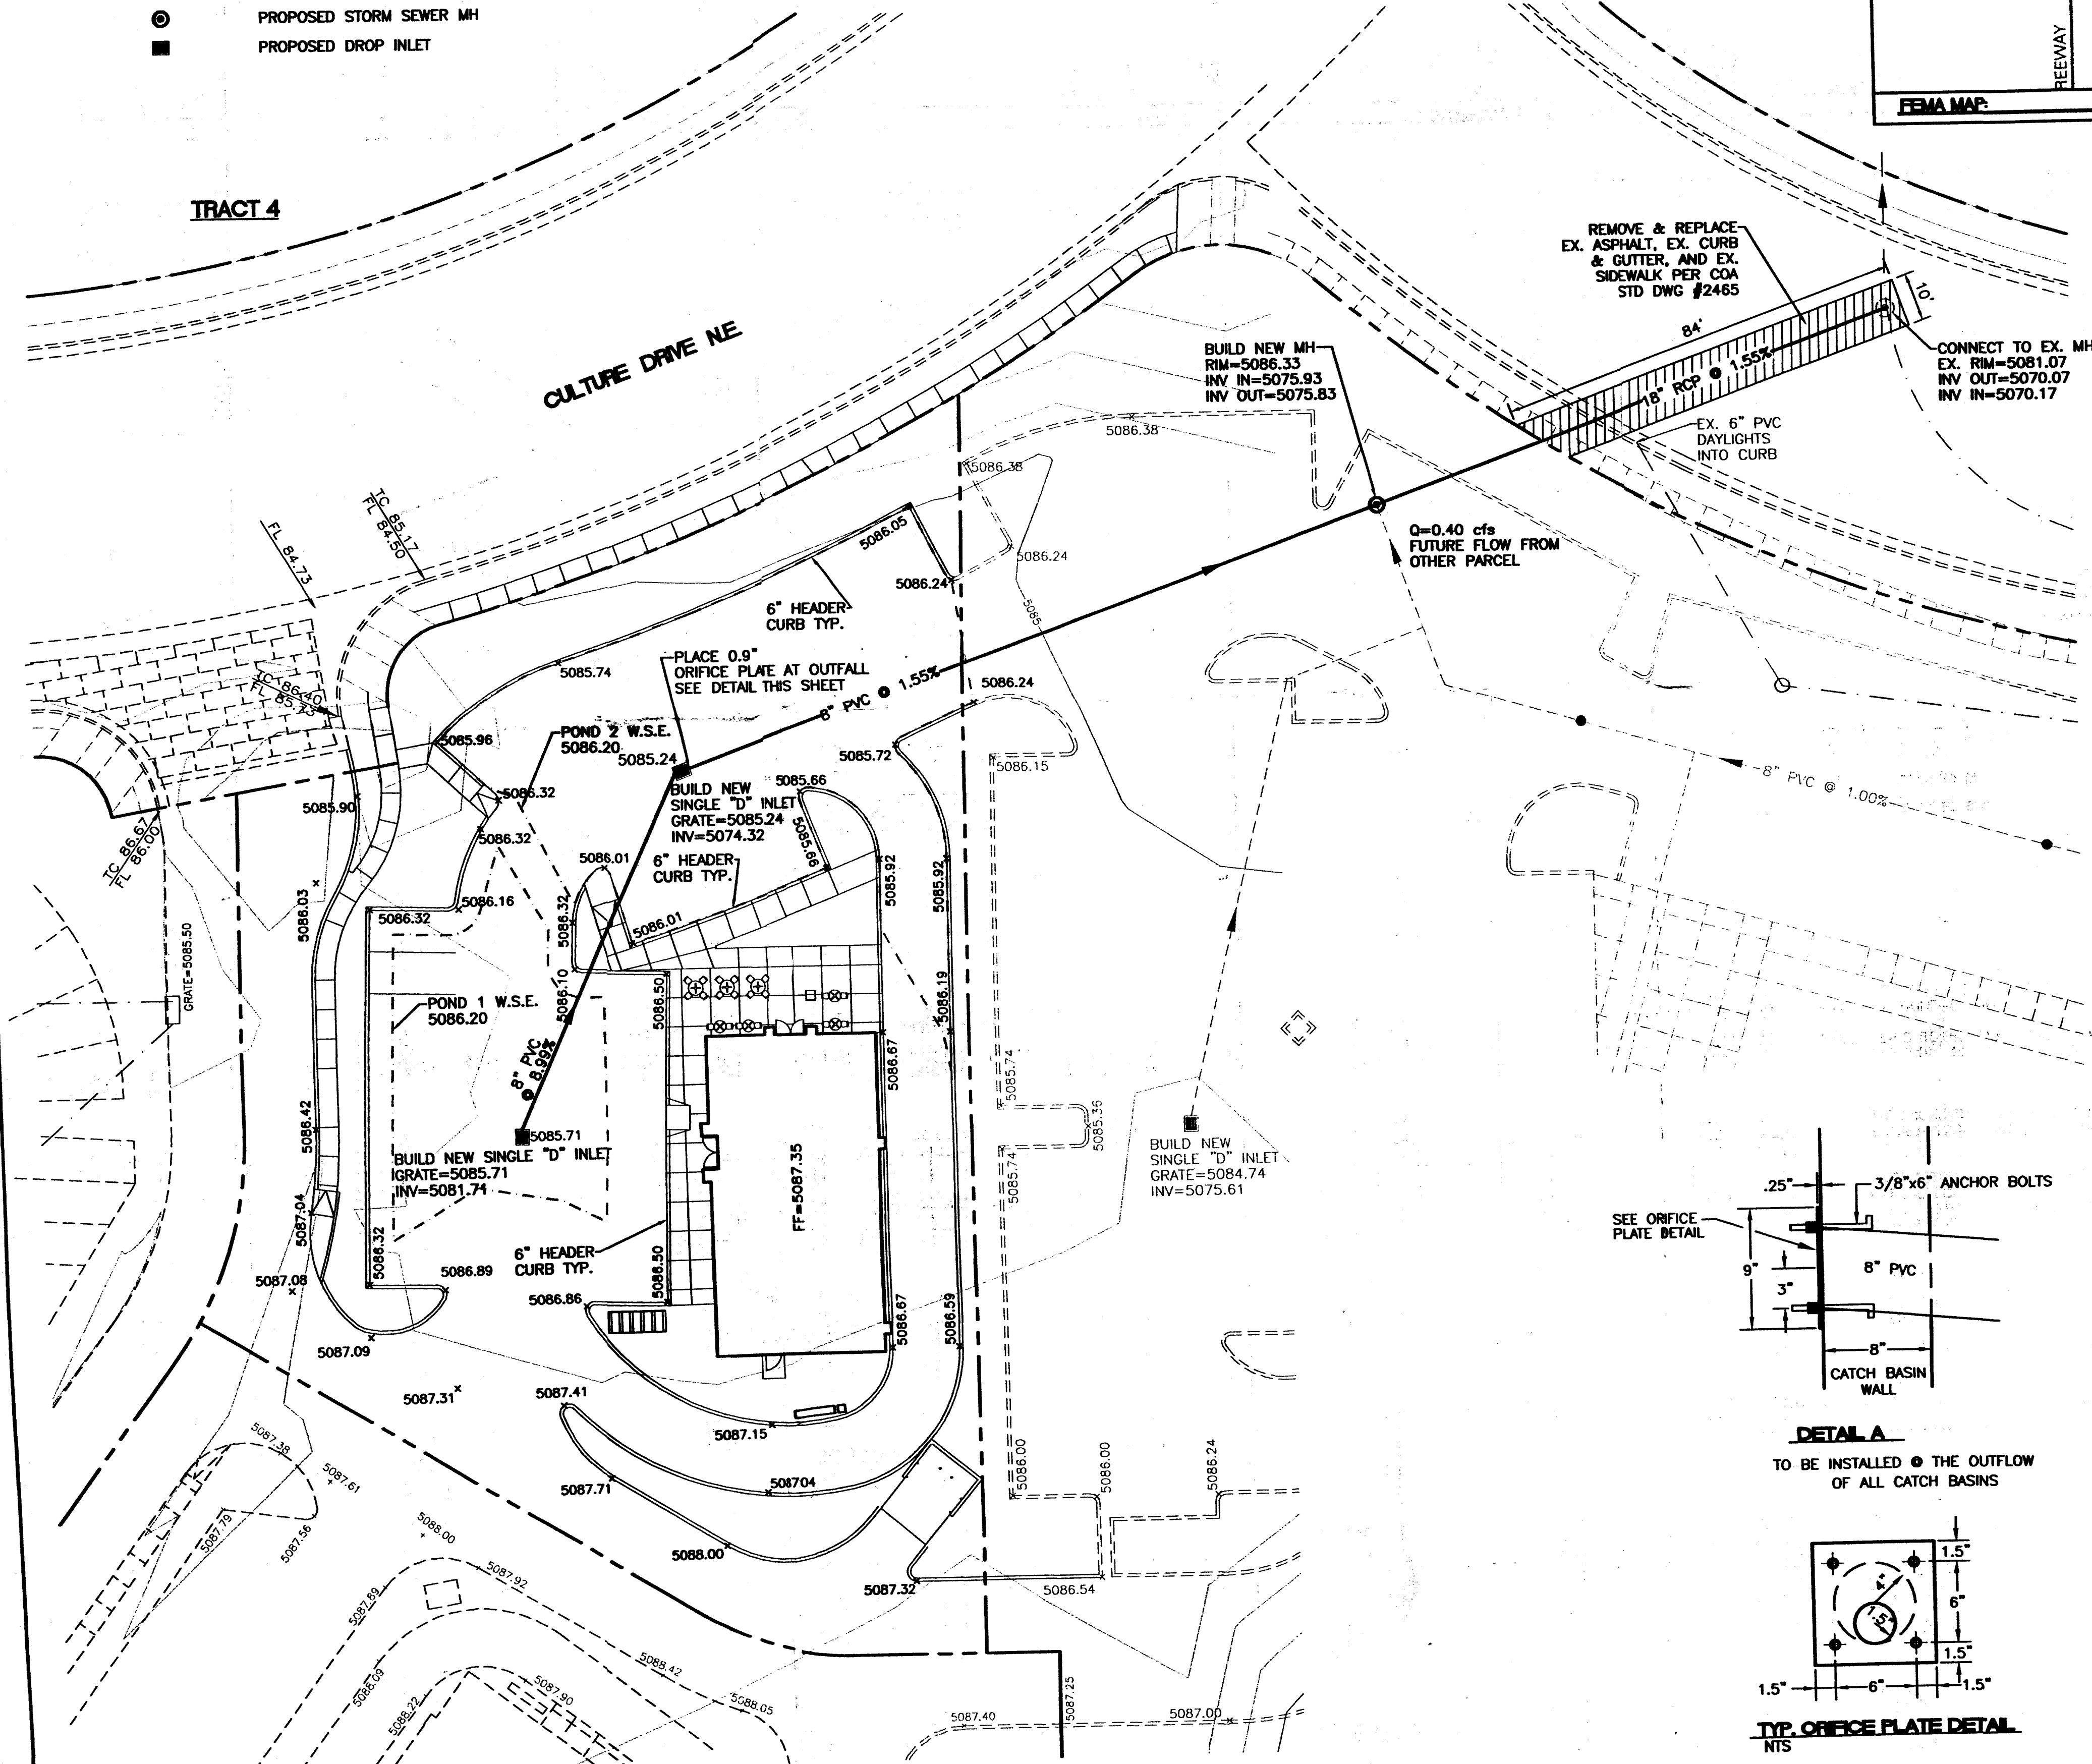 PROPOSED STORM SEWER MH
PROPOSED DROP INLET
REEWAY
FEMA MAP:
TRACT 4
CULTURE DRIVE N.E.
REMOVE & REPLACE
EX. ASPHALT, EX. CURB
& GUTTER, AND EX.
SIDEWALK PER COA
STD DWG #2465
84'
10'
18" RCP @ 1.55%
BUILD NEW MH
RIM=5086.33
INV IN=5075.93
INV OUT=5075.83
CONNECT TO EX. MH
EX. RIM=5081.07
INV OUT=5070.07
INV IN=5070.17
EX. 6" PVC
DAYLIGHTS
INTO CURB
5086.38
5086.38
TC 85.17
FL 84.50
FL 84.73
5086.05
5086.24
5086.24
Q=0.40 cfs
FUTURE FLOW FROM
OTHER PARCEL
6" HEADER
CURB TYP.
5085
5085.74
PLACE 0.9"
ORIFICE PLATE AT OUTFALL
SEE DETAIL THIS SHEET
8" PVC @ 1.55%
5086.24
TC 86.40
FL 85.73
5085.96
POND 2 W.S.E.
5086.20
5085.24
5085.72
5086.15
8" PVC @ 1.00%
5085.90
5086.32
5086.32
BUILD NEW
SINGLE "D" INLET
GRATE=5085.24
INV=5074.32
5085.66
5085.66
TC 86.67
FL 86.00
5086.01
6" HEADER
CURB TYP.
5085.92
5085.92
5086.03
5086.32
5086.16
5086.32
5086.01
GRATE=5085.50
5086.10
5086.50
5086.19
POND 1 W.S.E.
5086.20
8" PVC
@ 8.99%
5086.67
5085.74
5085.36
5086.42
5085.71
BUILD NEW SINGLE "D" INLET
GRATE=5085.71
INV=5081.71
FF=5087.35
5085.74
BUILD NEW
SINGLE "D" INLET
GRATE=5084.74
INV=5075.61
5087.04
5086.32
6" HEADER
CURB TYP.
5086.50
5087.08
5086.89
5086.86
5086.67
5086.59
5087.09
5087.31
5087.41
5087.15
5087.38
5087.61
5087.79
5087.56
5087.71
508704
5086.00
5086.00
5086.24
5088.00
5088.00
5087.92
5087.89
5087.32
5086.54
5088.09
5088.22
5088.42
5087.90
5088.05
5087.25
5087.40
5087.00
.25"
3/8"x6" ANCHOR BOLTS
SEE ORIFICE
PLATE DETAIL
9"
3"
8" PVC
8"
CATCH BASIN
WALL
DETAIL A
TO BE INSTALLED @ THE OUTFLOW
OF ALL CATCH BASINS
4"
1.5"
1.5"
6"
1.5"
1.5"
6"
1.5"
TYP. ORIFICE PLATE DETAIL
NTS